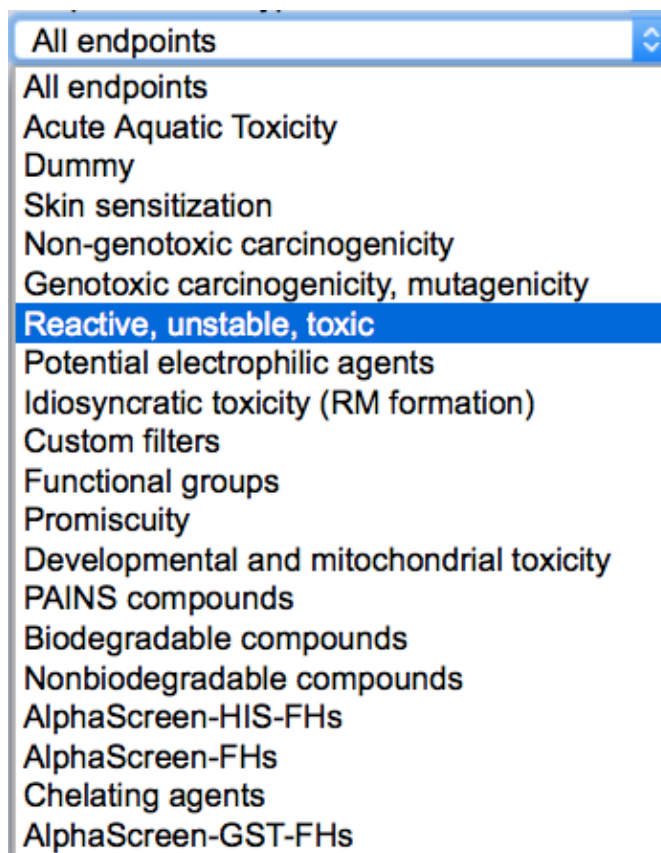 All endpoints
All endpoints
Acute Aquatic Toxicity
Dummy
Skin sensitization
Non-genotoxic carcinogenicity
Genotoxic carcinogenicity, mutagenicity
Reactive, unstable, toxic
Potential electrophilic agents
Idiosyncratic toxicity (RM formation)
Custom filters
Functional groups
Promiscuity
Developmental and mitochondrial toxicity
PAINS compounds
Biodegradable compounds
Nonbiodegradable compounds
AlphaScreen-HIS-FHs
AlphaScreen-FHs
Chelating agents
AlphaScreen-GST-FHs